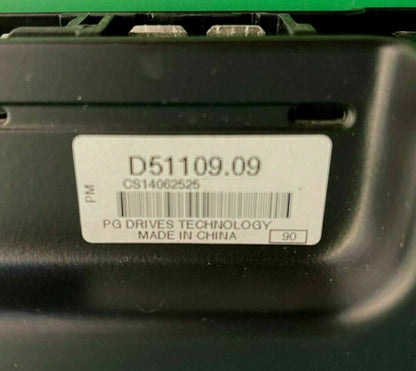 D51109.09
CS14062525
PM
PG DRIVES TECHNOLOGY
MADE IN CHINA
90